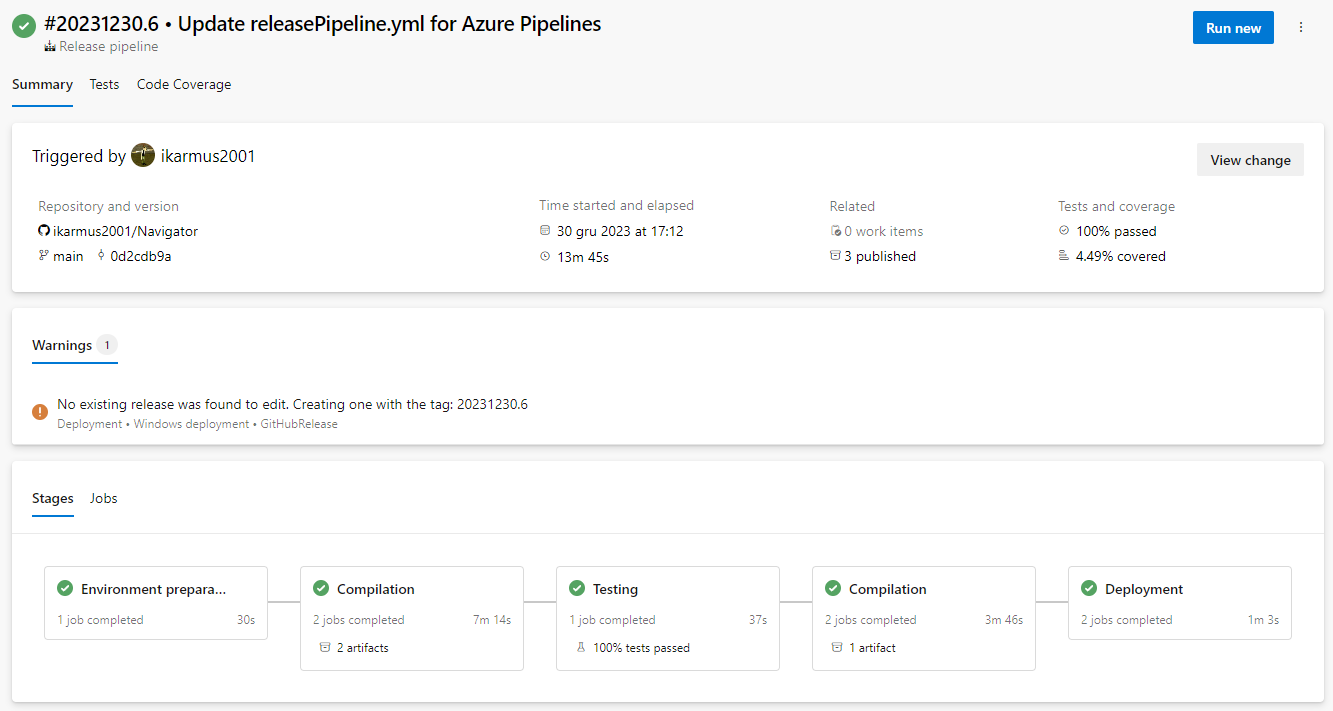 #20231230.6 • Update releasePipeline.yml for Azure Pipelines
Run new
Release pipeline
Summary Tests Code Coverage
Triggered by ikarmus2001
View change
Repository and version
ikarmus2001/Navigator
main 0d2cdb9a
Time started and elapsed
30 gru 2023 at 17:12
13m 45s
Related
0 work items
3 published
Tests and coverage
100% passed
4.49% covered
Warnings 1
No existing release was found to edit. Creating one with the tag: 20231230.6
Deployment • Windows deployment • GitHubRelease
Stages Jobs
Environment prepara...
1 job completed 30s
Compilation
2 jobs completed 7m 14s
2 artifacts
Testing
1 job completed 37s
100% tests passed
Compilation
2 jobs completed 3m 46s
1 artifact
Deployment
2 jobs completed 1m 3s